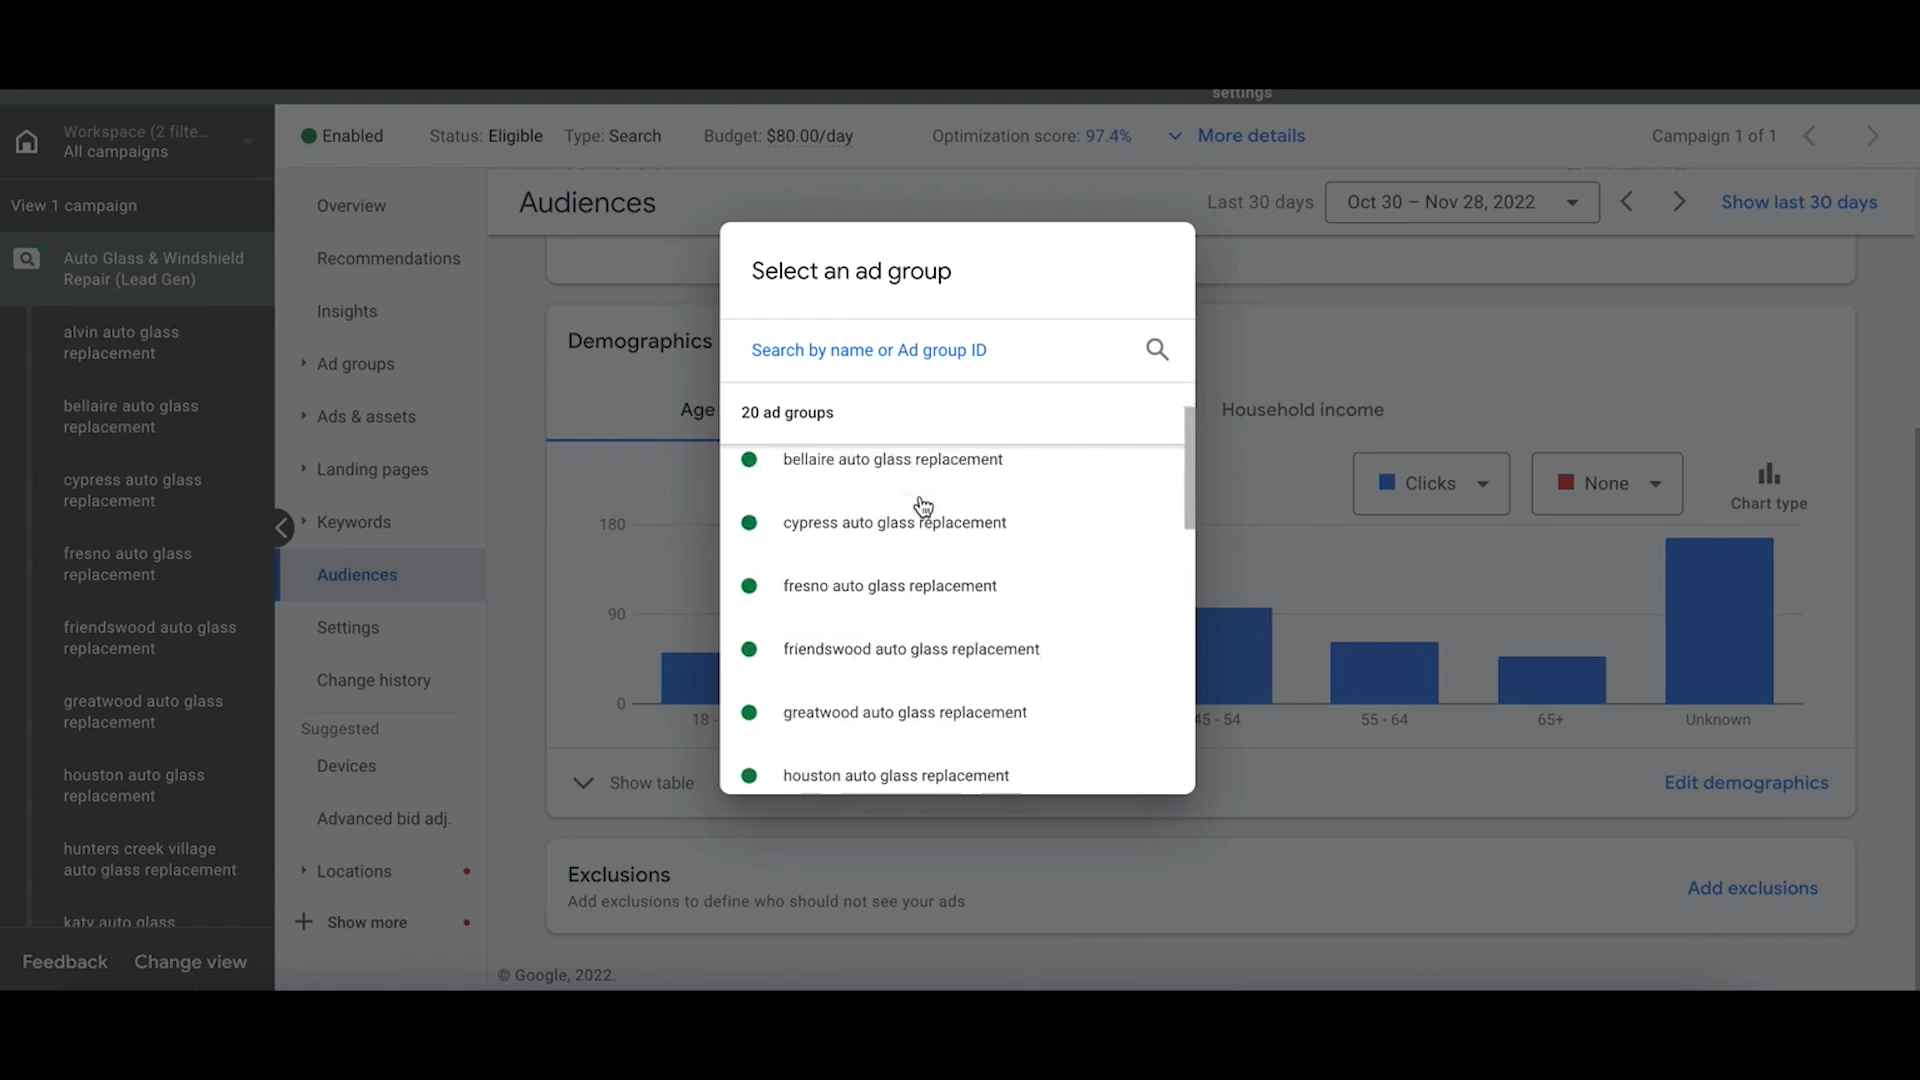 settings
Workspace (2 filte...
All campaigns
Enabled
Status: Eligible
Type: Search
Budget: $80.00/day
Optimization score: 97.4%
More details
Campaign 1 of 1
View 1 campaign
Auto Glass & Windshield
Repair (Lead Gen)
alvin auto glass
replacement
bellaire auto glass
replacement
cypress auto glass
replacement
fresno auto glass
replacement
friendswood auto glass
replacement
greatwood auto glass
replacement
houston auto glass
replacement
hunters creek village
auto glass replacement
katy auto glass
Feedback
Change view
Overview
Recommendations
Insights
Ad groups
Ads & assets
Landing pages
Keywords
Audiences
Settings
Change history
Suggested
Devices
Advanced bid adj.
Locations
Show more
Audiences
Last 30 days
Oct 30 – Nov 28, 2022
Show last 30 days
Demographics
Age
Household income
Clicks
None
Chart type
180
90
0
18 -
45 - 54
55 - 64
65+
Unknown
Show table
Edit demographics
Exclusions
Add exclusions to define who should not see your ads
Add exclusions
© Google, 2022.
Select an ad group
Search by name or Ad group ID
20 ad groups
bellaire auto glass replacement
cypress auto glass replacement
fresno auto glass replacement
friendswood auto glass replacement
greatwood auto glass replacement
houston auto glass replacement